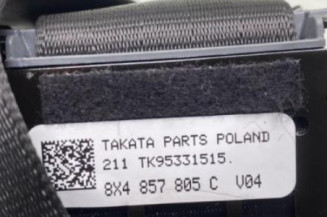 TAKATA PARTS POLAND
211 TK95331515.
8X4 857 805 C V04